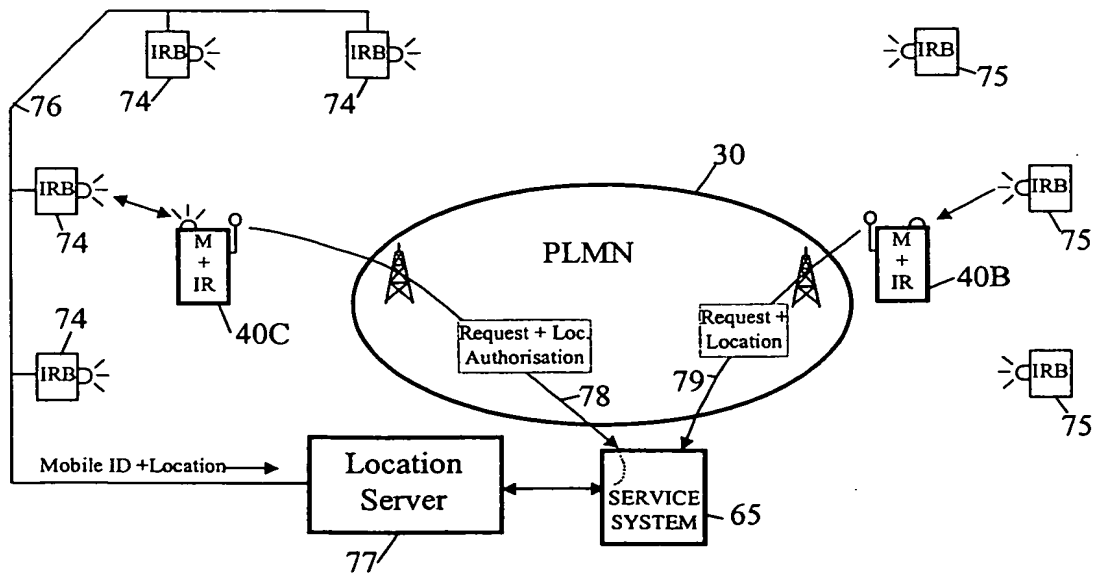 IRB
74
IRB
74
IRB
75
76
30
IRB
74
IRB
75
PLMN
M
+
IR
40C
M
+
IR
40B
Request + Loc.
Authorisation
Request +
Location
74
IRB
IRB
75
78
79
Mobile ID +Location
Location
Server
77
SERVICE
SYSTEM
65